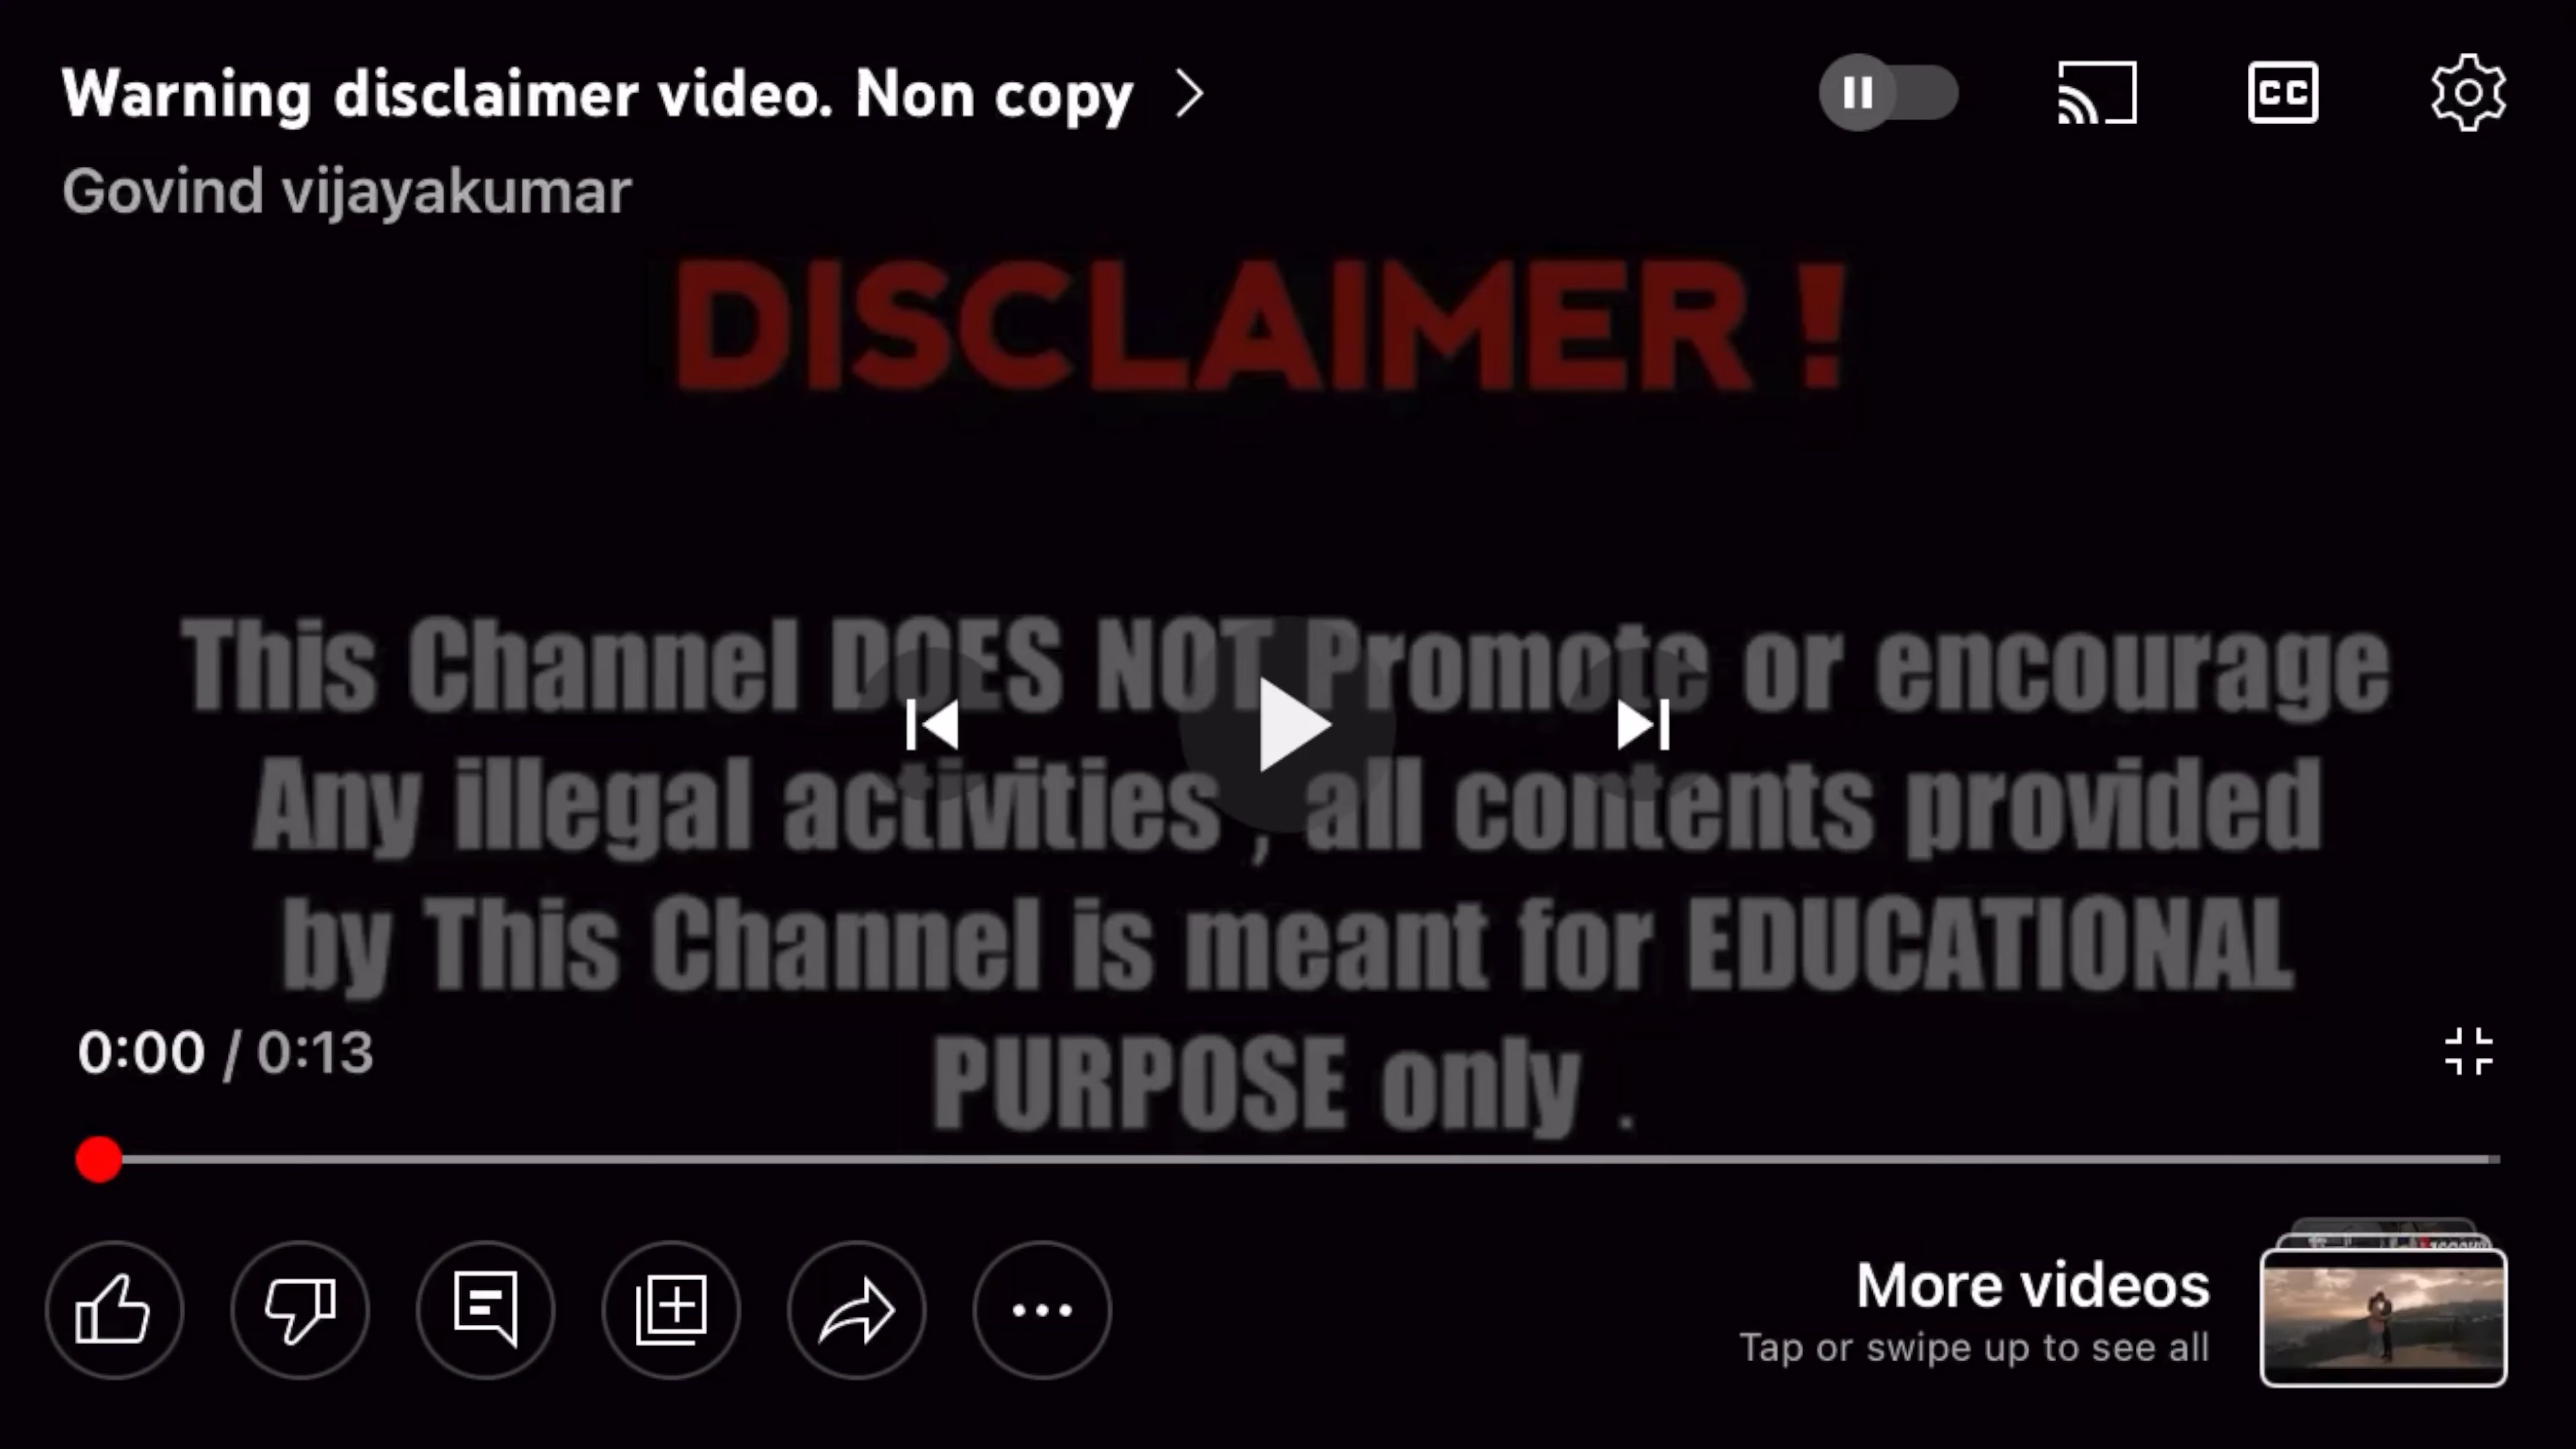 Warning disclaimer video. Non copy
Govind vijayakumar
CC
DISCLAIMER !
This Channel DOES NOT Promote or encourage
Any illegal activities , all contents provided
by This Channel is meant for EDUCATIONAL
PURPOSE only .
0:00 / 0:13
More videos
Tap or swipe up to see all